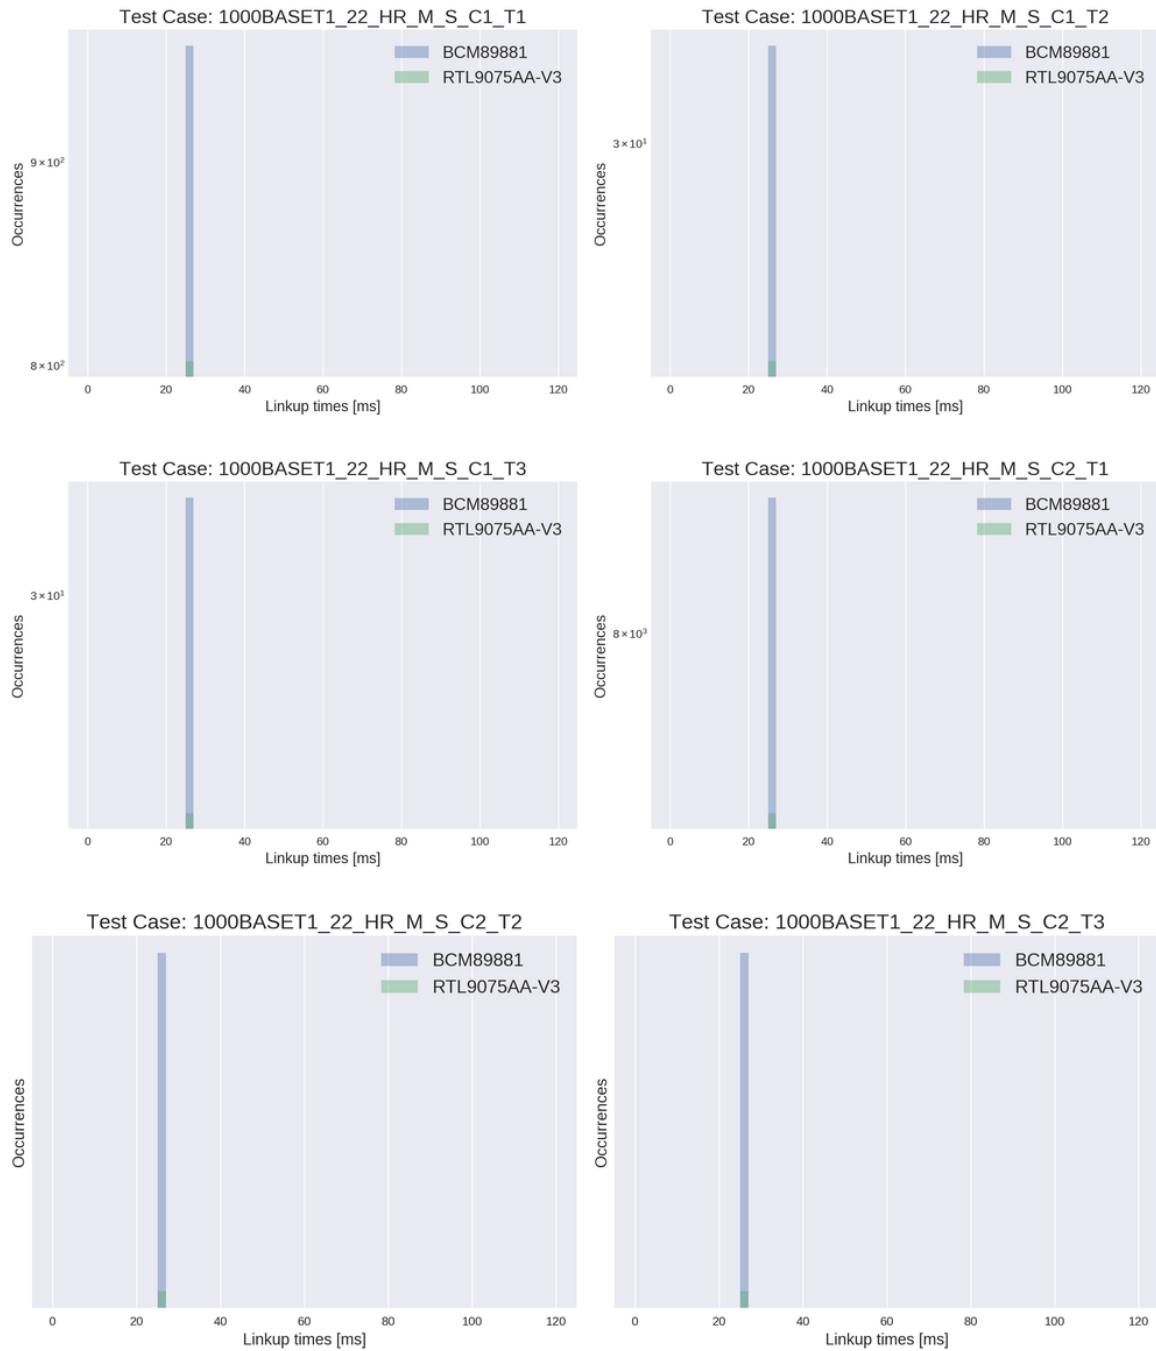 Test Case: 1000BASET1_22_HR_M_S_C1_T1
BCM89881
RTL9075AA-V3
9×10²
8×10²
Occurrences
0 20 40 60 80 100 120
Linkup times [ms]
Test Case: 1000BASET1_22_HR_M_S_C1_T2
BCM89881
RTL9075AA-V3
3×10¹
Occurrences
0 20 40 60 80 100 120
Linkup times [ms]
Test Case: 1000BASET1_22_HR_M_S_C1_T3
BCM89881
RTL9075AA-V3
3×10¹
Occurrences
0 20 40 60 80 100 120
Linkup times [ms]
Test Case: 1000BASET1_22_HR_M_S_C2_T1
BCM89881
RTL9075AA-V3
8×10³
Occurrences
0 20 40 60 80 100 120
Linkup times [ms]
Test Case: 1000BASET1_22_HR_M_S_C2_T2
BCM89881
RTL9075AA-V3
Occurrences
0 20 40 60 80 100 120
Linkup times [ms]
Test Case: 1000BASET1_22_HR_M_S_C2_T3
BCM89881
RTL9075AA-V3
Occurrences
0 20 40 60 80 100 120
Linkup times [ms]